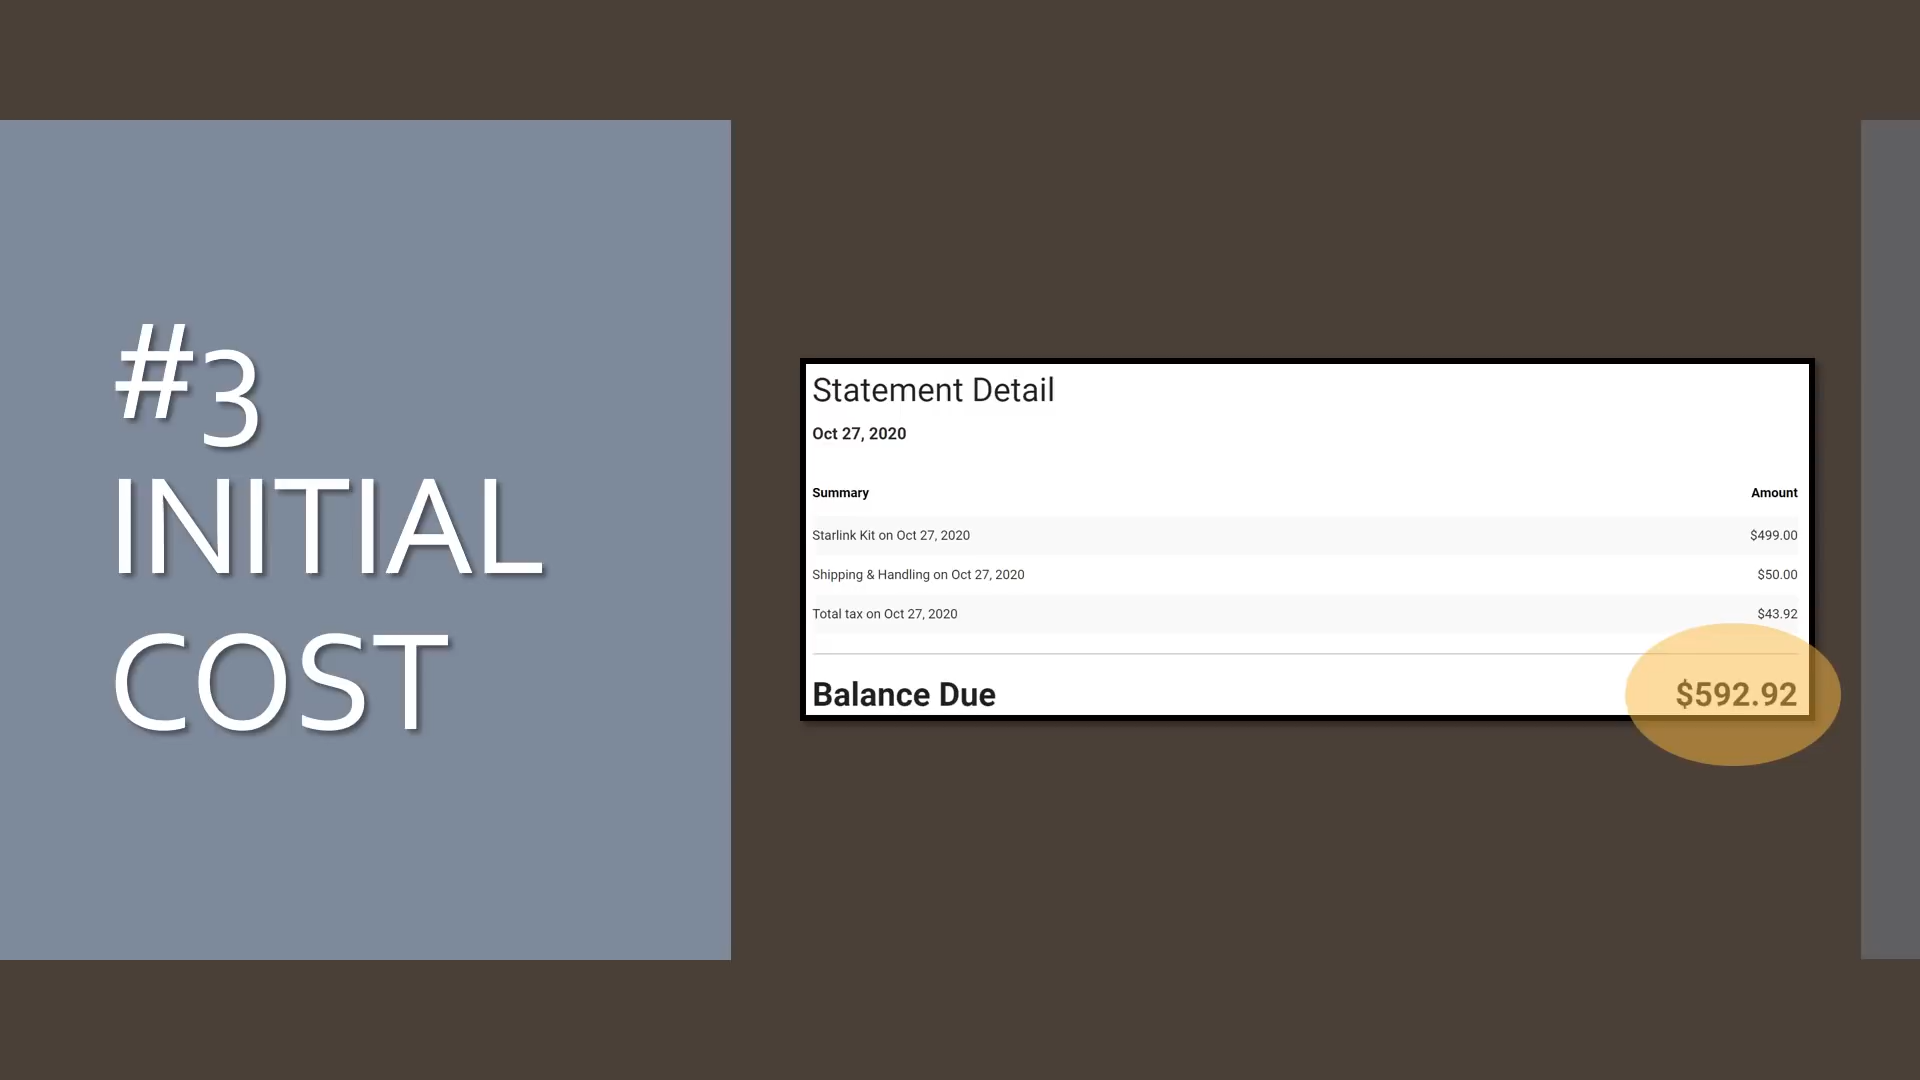 #3
INITIAL
COST
Statement Detail
Oct 27, 2020
Summary Amount
Starlink Kit on Oct 27, 2020 $499.00
Shipping & Handling on Oct 27, 2020 $50.00
Total tax on Oct 27, 2020 $43.92
Balance Due $592.92